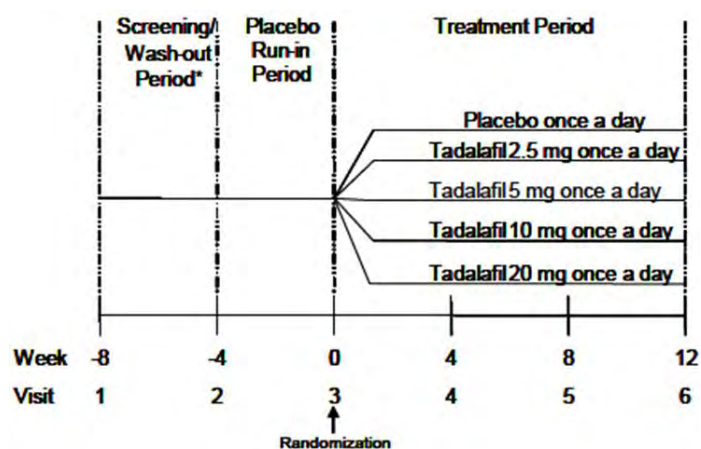 Screening/
Wash-out
Period*
Placebo
Run-in
Period
Treatment Period
Placebo once a day
Tadalafil 2.5 mg once a day
Tadalafil 5 mg once a day
Tadalafil 10 mg once a day
Tadalafil 20 mg once a day
Week -8 -4 0 4 8 12
Visit 1 2 3 4 5 6
Randomization